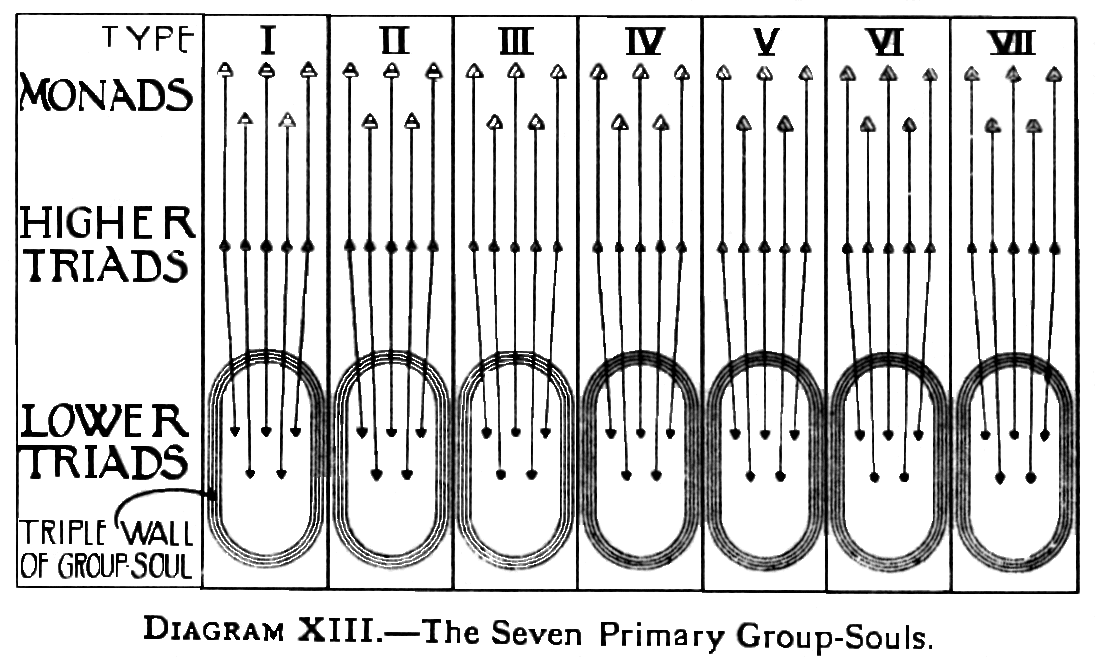 TYPE I II III IV V VI VII
MONADS
HIGHER
TRIADS
LOWER
TRIADS
TRIPLE WALL
OF GROUP-SOUL
DIAGRAM XIII.—The Seven Primary Group-Souls.